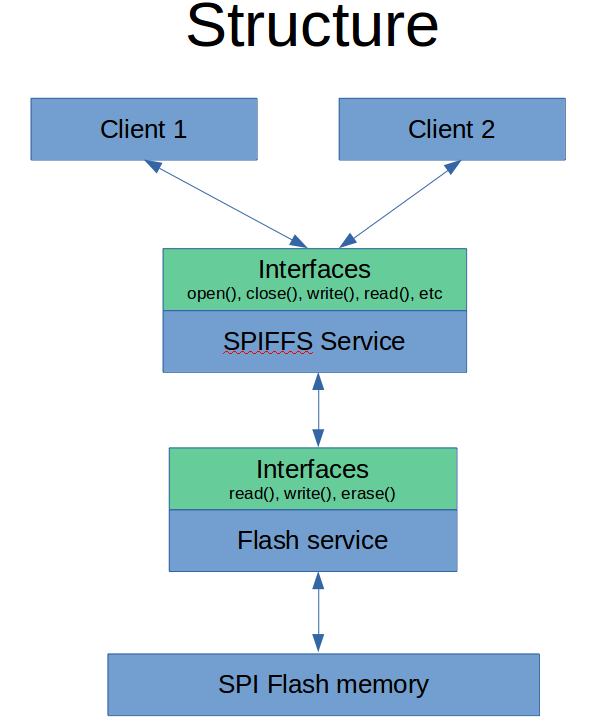 Structure
Client 1
Client 2
Interfaces
open(), close(), write(), read(), etc
SPIFFS Service
Interfaces
read(), write(), erase()
Flash service
SPI Flash memory